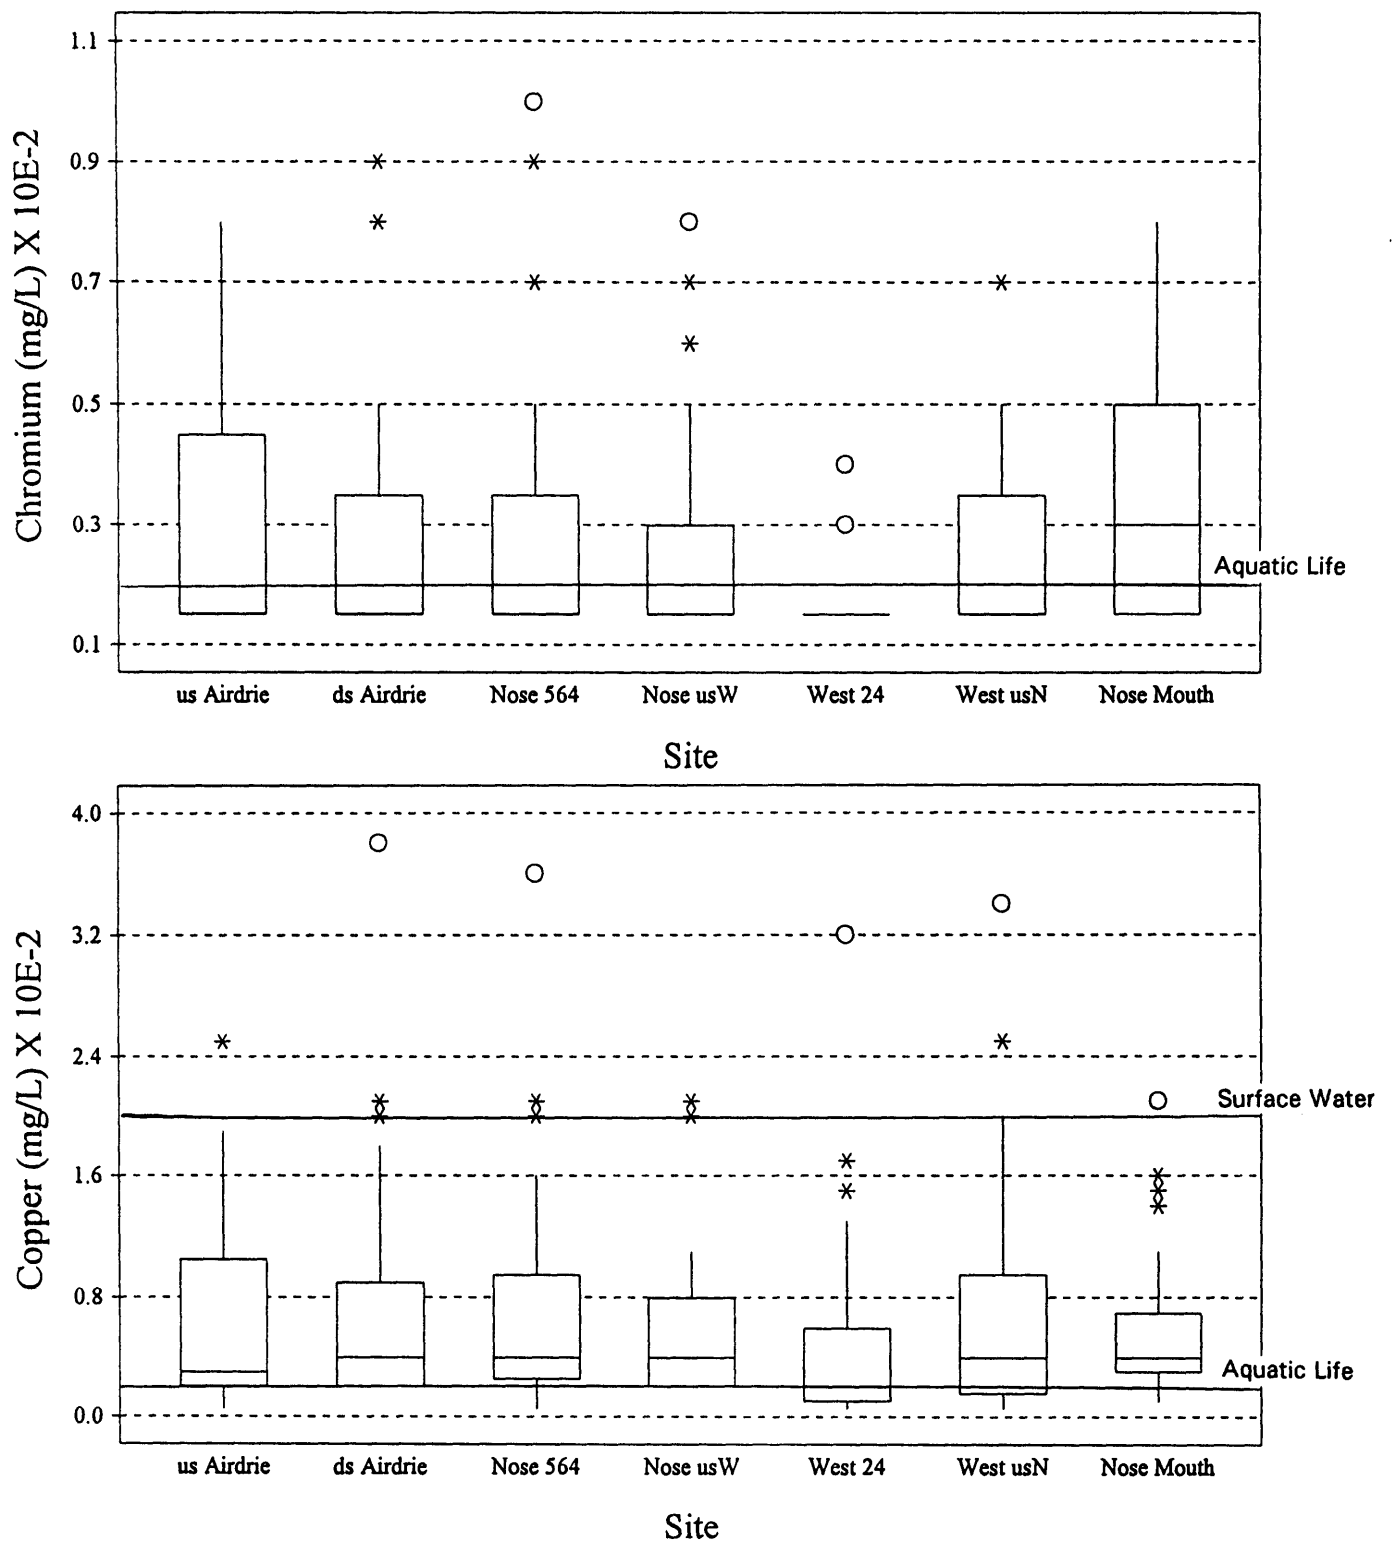 Chromium (mg/L) X 10E-2
1.1
0.9
0.7
0.5
0.3
0.1
Aquatic Life
us Airdrie ds Airdrie Nose 564 Nose usW West 24 West usN Nose Mouth
Site
Copper (mg/L) X 10E-2
4.0
3.2
2.4
1.6
0.8
0.0
Surface Water
Aquatic Life
us Airdrie ds Airdrie Nose 564 Nose usW West 24 West usN Nose Mouth
Site